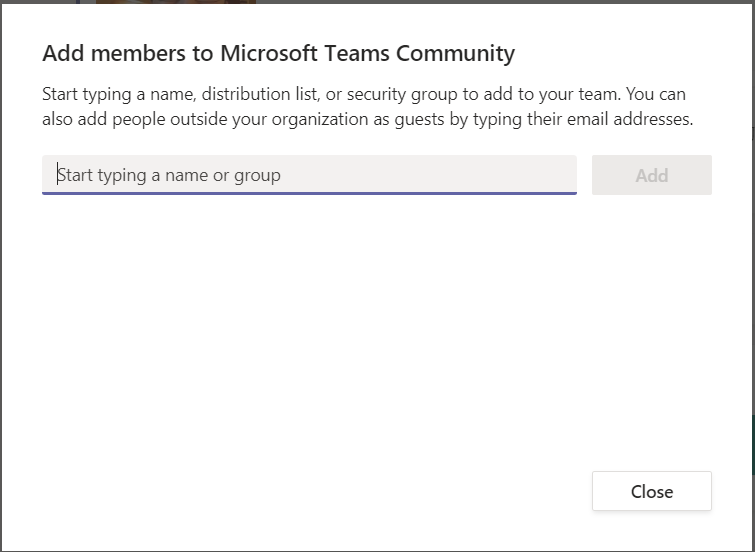 Add members to Microsoft Teams Community
Start typing a name, distribution list, or security group to add to your team. You can
also add people outside your organization as guests by typing their email addresses.
Start typing a name or group
Add
Close